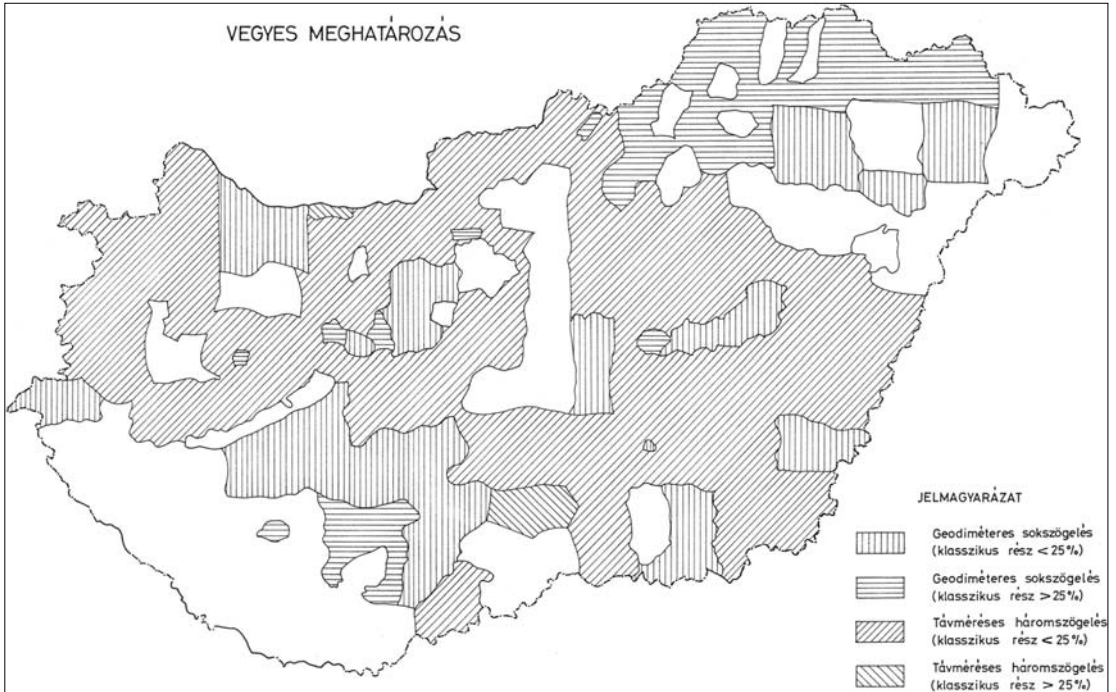 VEGYES MEGHATÁROZÁS
JELMAGYARÁZAT
Geodiméteres sokszögelés
(klasszikus rész < 25‰)
Geodiméteres sokszögelés
(klasszikus rész > 25‰)
Távméréses háromszögelés
(klasszikus rész < 25‰)
Távméréses háromszögelés
(klasszikus rész > 25‰)